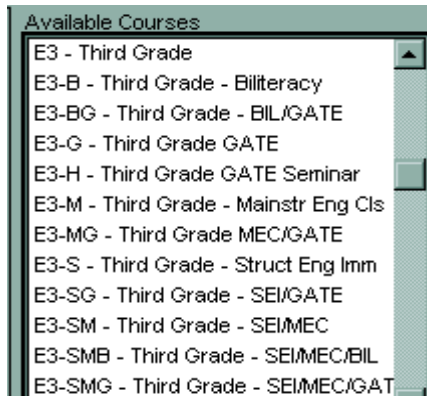 Available Courses
E3 - Third Grade
E3-B - Third Grade - Biliteracy
E3-BG - Third Grade - BIL/GATE
E3-G - Third Grade GATE
E3-H - Third Grade GATE Seminar
E3-M - Third Grade - Mainstr Eng Cls
E3-MG - Third Grade MEC/GATE
E3-S - Third Grade - Struct Eng Imm
E3-SG - Third Grade - SEI/GATE
E3-SM - Third Grade - SEI/MEC
E3-SMB - Third Grade - SEI/MEC/BIL
E3-SMG - Third Grade - SEI/MEC/GAT